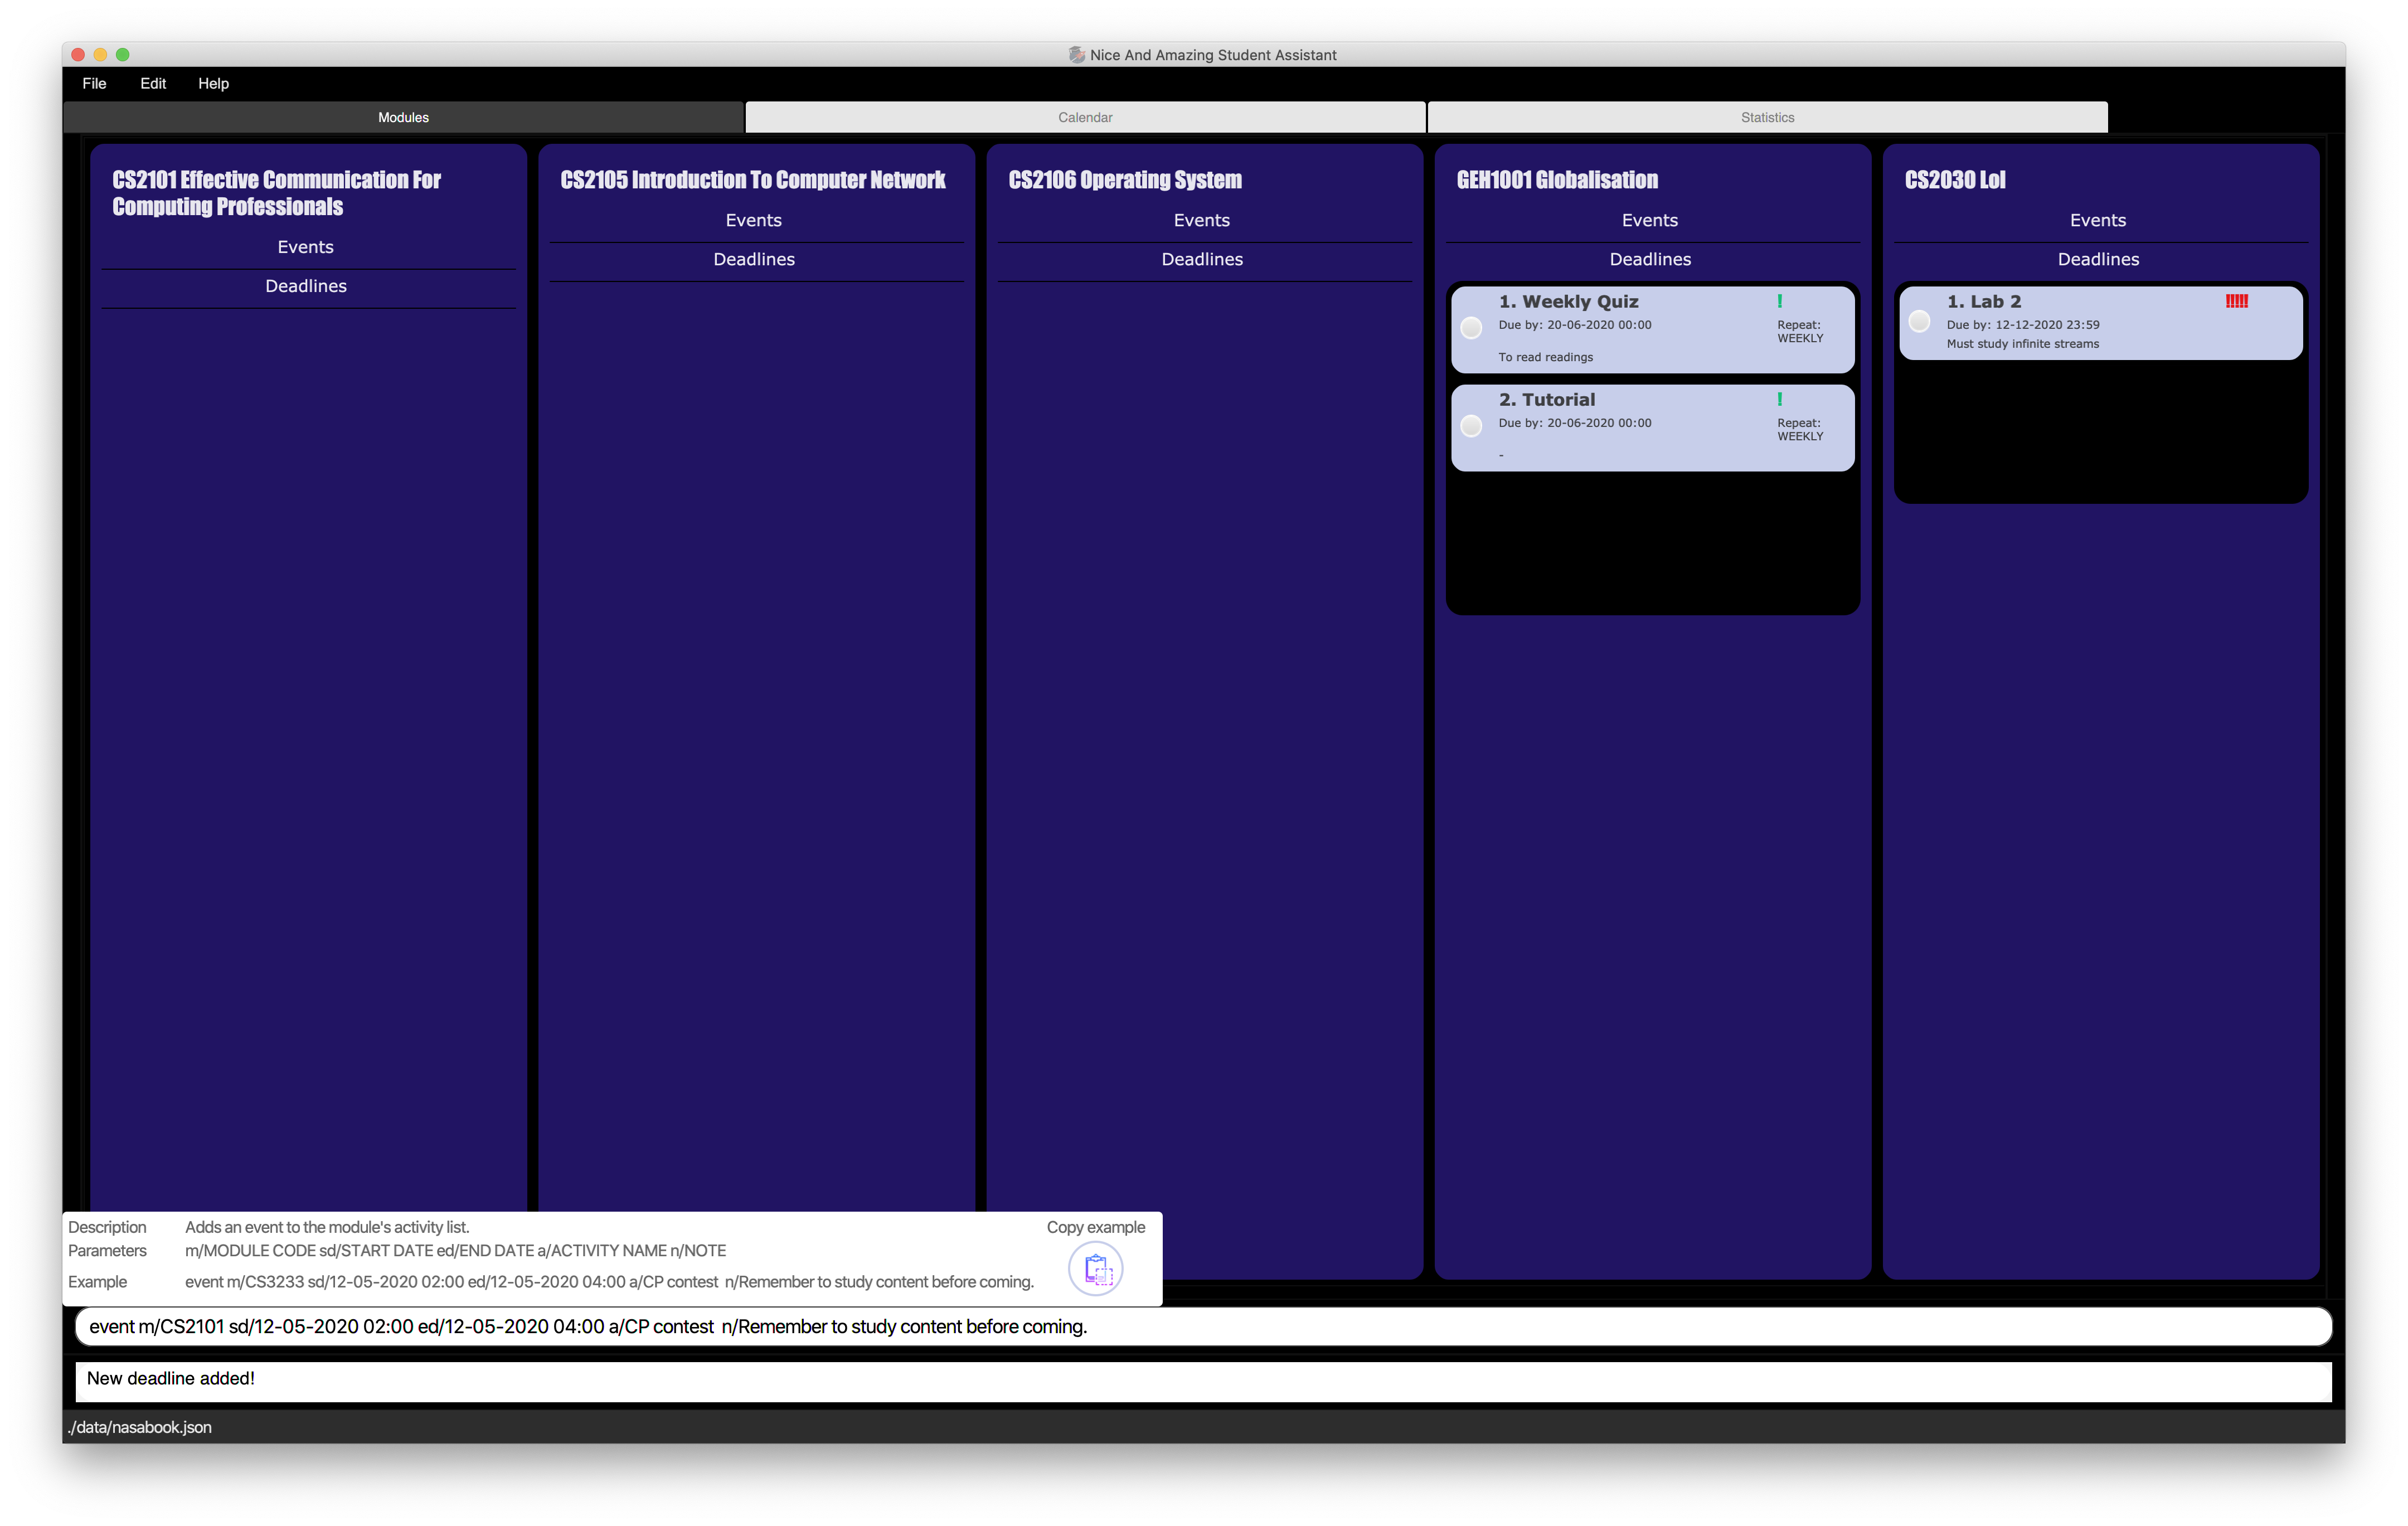 Nice And Amazing Student Assistant
File Edit Help
Modules Calendar Statistics
CS2101 Effective Communication For
Computing Professionals
Events
Deadlines
CS2105 Introduction To Computer Network
Events
Deadlines
CS2106 Operating System
Events
Deadlines
GEH1001 Globalisation
Events
Deadlines
1. Weekly Quiz !
Due by: 20-06-2020 00:00 Repeat:
WEEKLY
To read readings
2. Tutorial !
Due by: 20-06-2020 00:00 Repeat:
WEEKLY
-
CS2030 Lol
Events
Deadlines
1. Lab 2 !!!!!
Due by: 12-12-2020 23:59
Must study infinite streams
Description Adds an event to the module's activity list. Copy example
Parameters m/MODULE CODE sd/START DATE ed/END DATE a/ACTIVITY NAME n/NOTE
Example event m/CS3233 sd/12-05-2020 02:00 ed/12-05-2020 04:00 a/CP contest n/Remember to study content before coming.
event m/CS2101 sd/12-05-2020 02:00 ed/12-05-2020 04:00 a/CP contest n/Remember to study content before coming.
New deadline added!
./data/nasabook.json